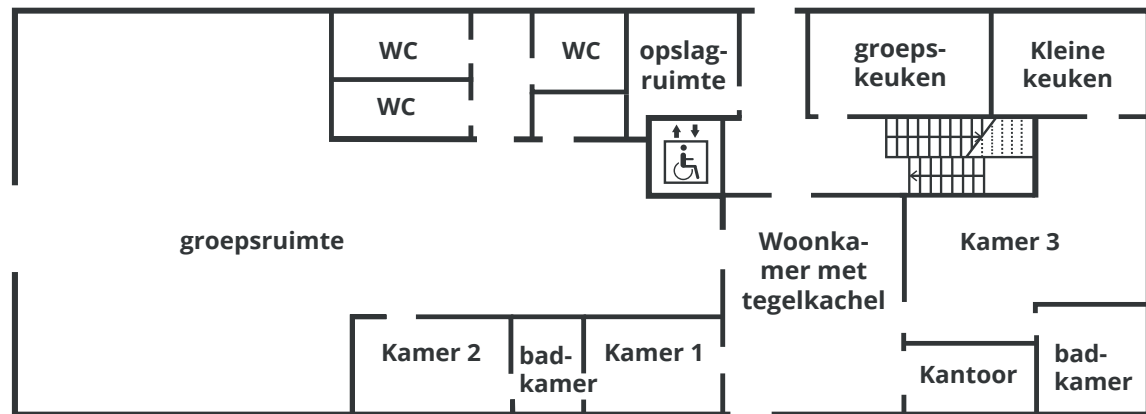 WC
WC
WC
opslag-
ruimte
groeps-
keuken
Kleine
keuken
groepsruimte
Woonka-
mer met
tegelkachel
Kamer 3
Kamer 2
bad-
kamer
Kamer 1
Kantoor
bad-
kamer